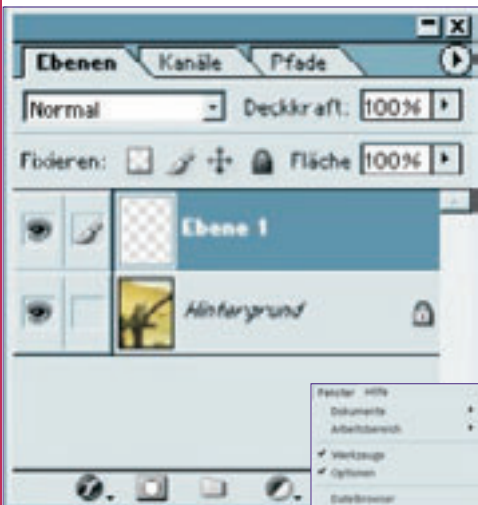 Ebenen Kanäle Pfade
Normal Deckkraft: 100%
Fixieren: Fläche 100%
Ebene 1
Hintergrund
Fenster Hilfe
Dokumente
Arbeitsbereich
Werkzeuge
Optionen
Dateibrowser